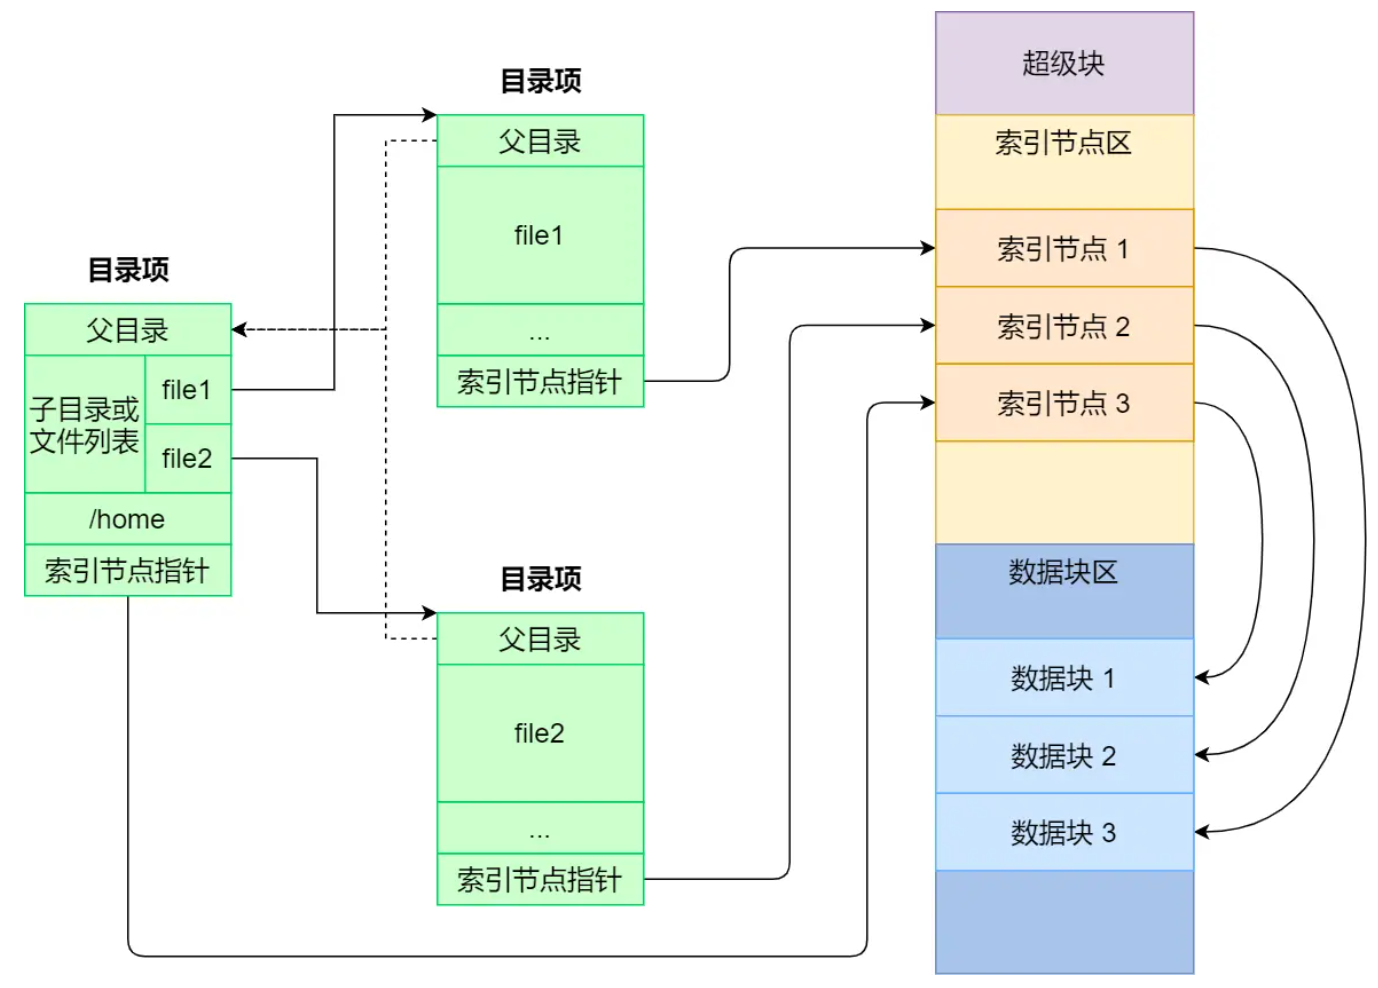 目录项
父目录
子目录或
文件列表
file1
file2
/home
索引节点指针
目录项
父目录
file1
...
索引节点指针
目录项
父目录
file2
...
索引节点指针
超级块
索引节点区
索引节点 1
索引节点 2
索引节点 3
数据块区
数据块 1
数据块 2
数据块 3